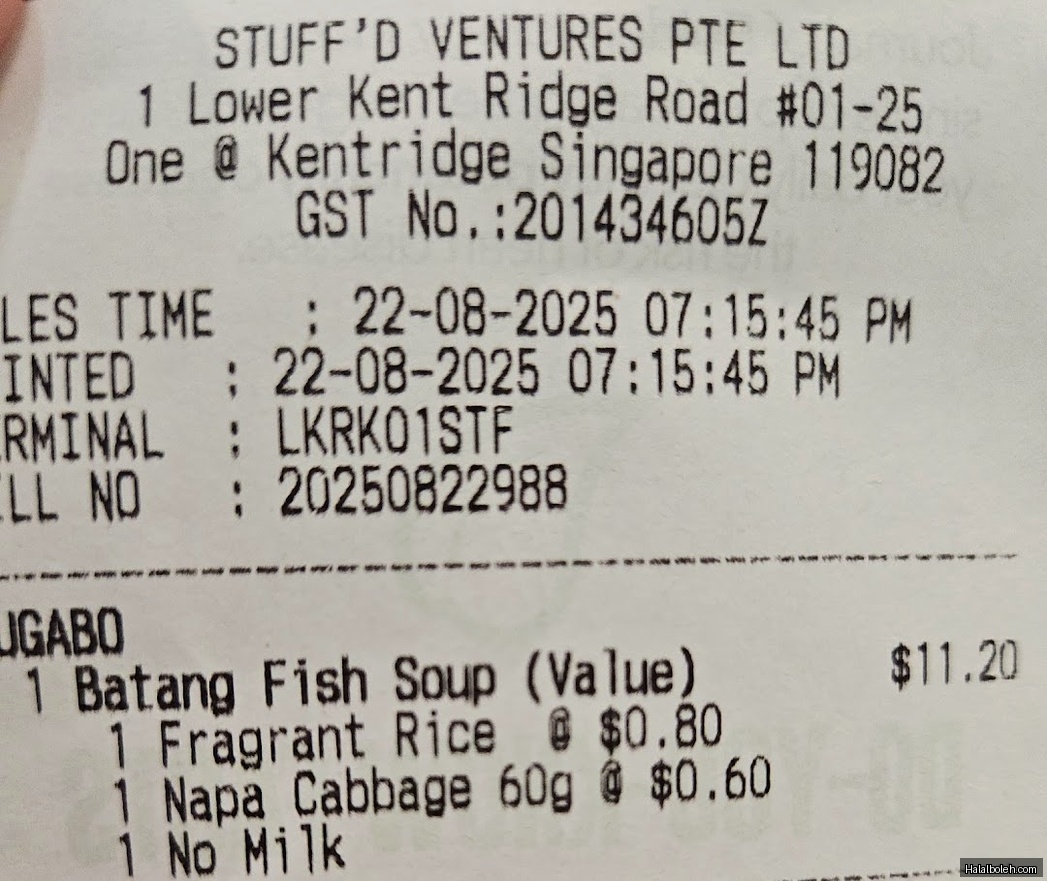 STUFF'D VENTURES PTE LTD
1 Lower Kent Ridge Road #01-25
One @ Kentridge Singapore 119082
GST No.:201434605Z
LES TIME : 22-08-2025 07:15:45 PM
INTED : 22-08-2025 07:15:45 PM
RMINAL : LKRK01STF
LL NO : 20250822988
UGABO
1 Batang Fish Soup (Value) $11.20
1 Fragrant Rice @ $0.80
1 Napa Cabbage 60g @ $0.60
1 No Milk
Halalboleh.com